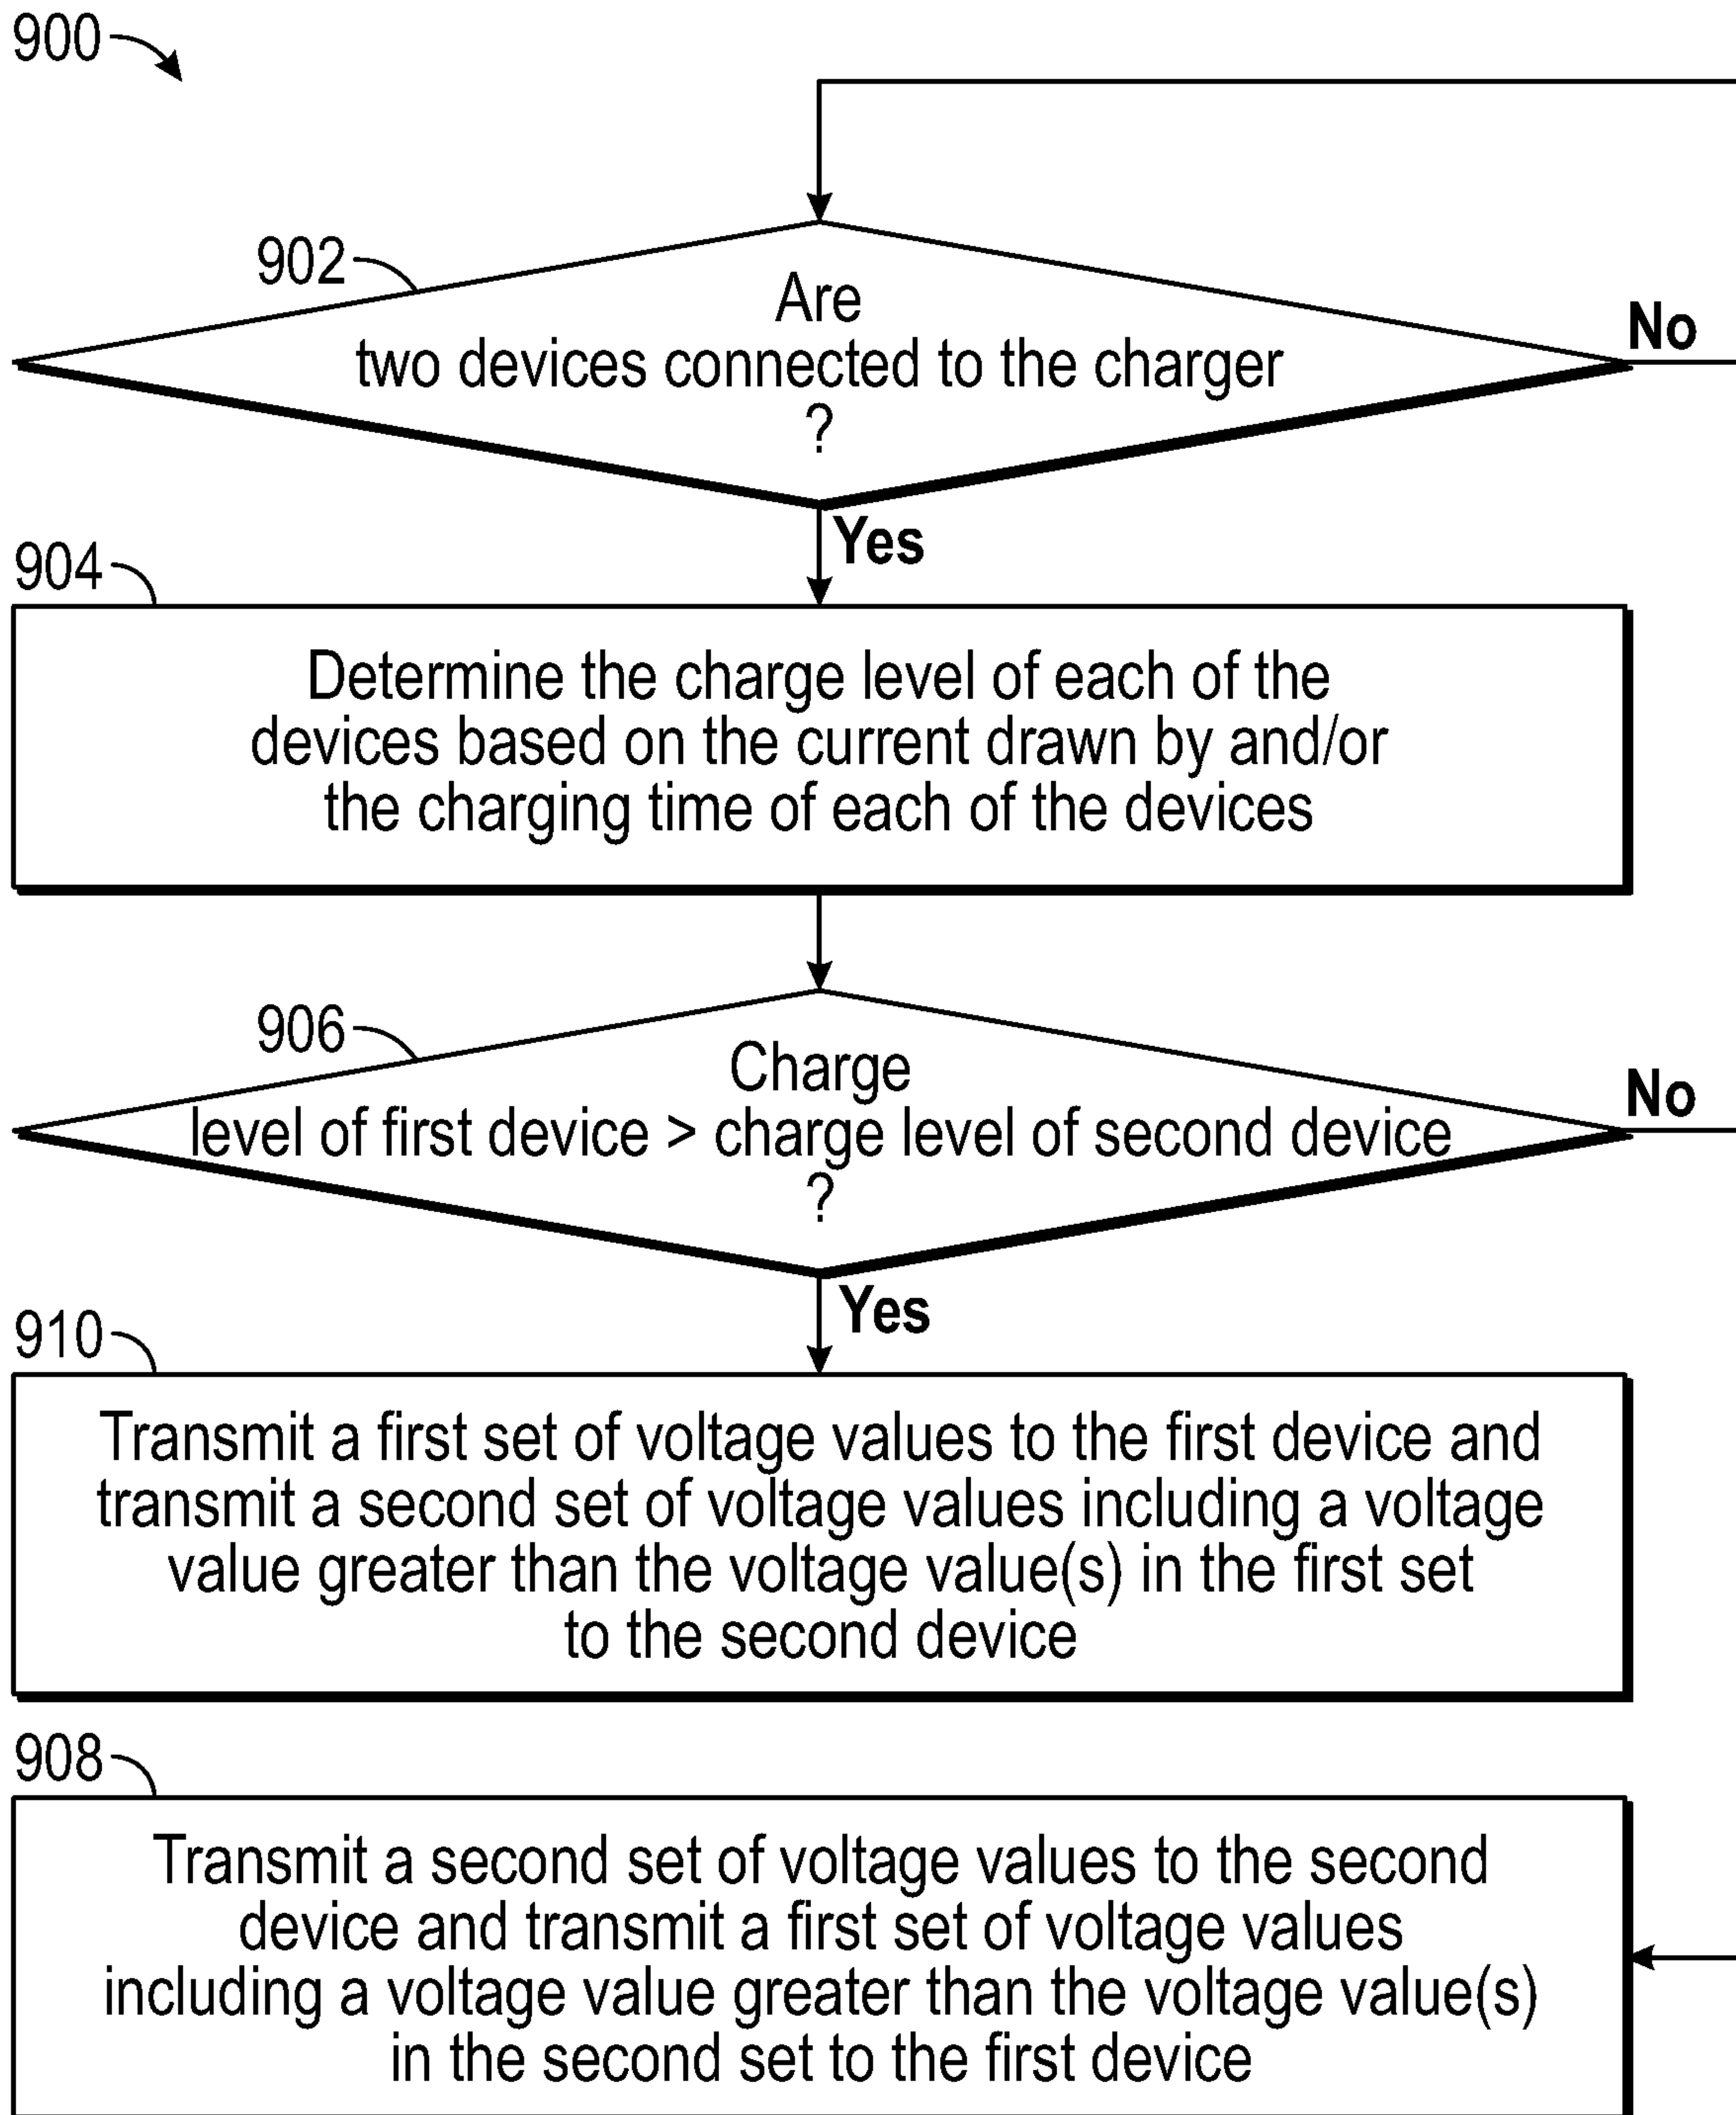 900
902
Are
two devices connected to the charger
?
No
Yes
904
Determine the charge level of each of the
devices based on the current drawn by and/or
the charging time of each of the devices
906
Charge
level of first device > charge level of second device
?
No
Yes
910
Transmit a first set of voltage values to the first device and
transmit a second set of voltage values including a voltage
value greater than the voltage value(s) in the first set
to the second device
908
Transmit a second set of voltage values to the second
device and transmit a first set of voltage values
including a voltage value greater than the voltage value(s)
in the second set to the first device